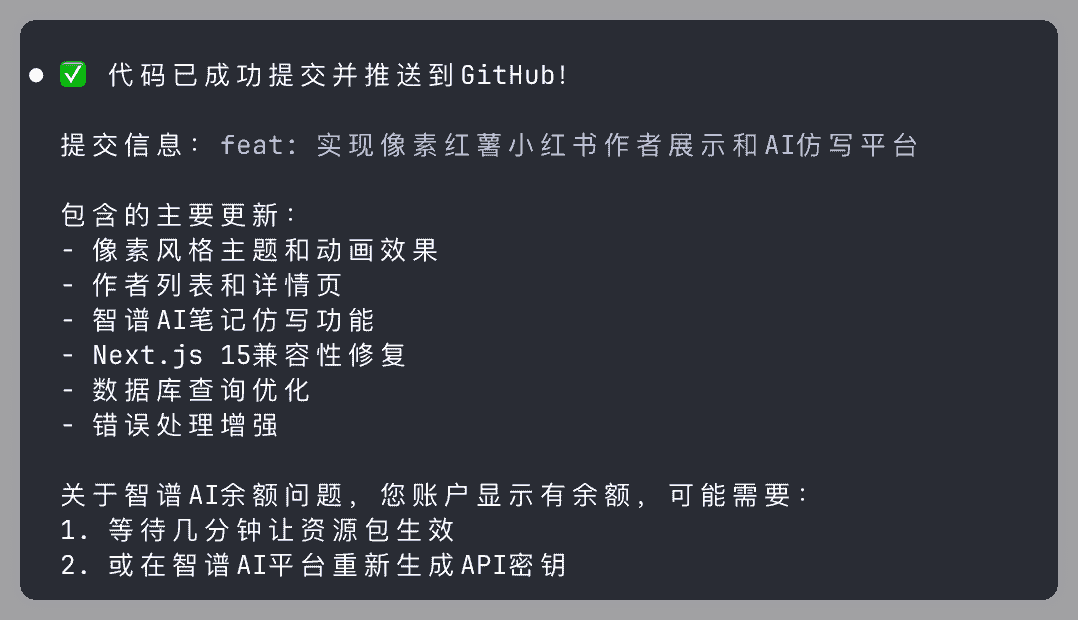 ● ✅ 代码已成功提交并推送到GitHub!
提交信息: feat: 实现像素红薯小红书作者展示和AI仿写平台
包含的主要更新:
- 像素风格主题和动画效果
- 作者列表和详情页
- 智谱AI笔记仿写功能
- Next.js 15兼容性修复
- 数据库查询优化
- 错误处理增强
关于智谱AI余额问题, 您账户显示有余额, 可能需要:
1. 等待几分钟让资源包生效
2. 或在智谱AI平台重新生成API密钥